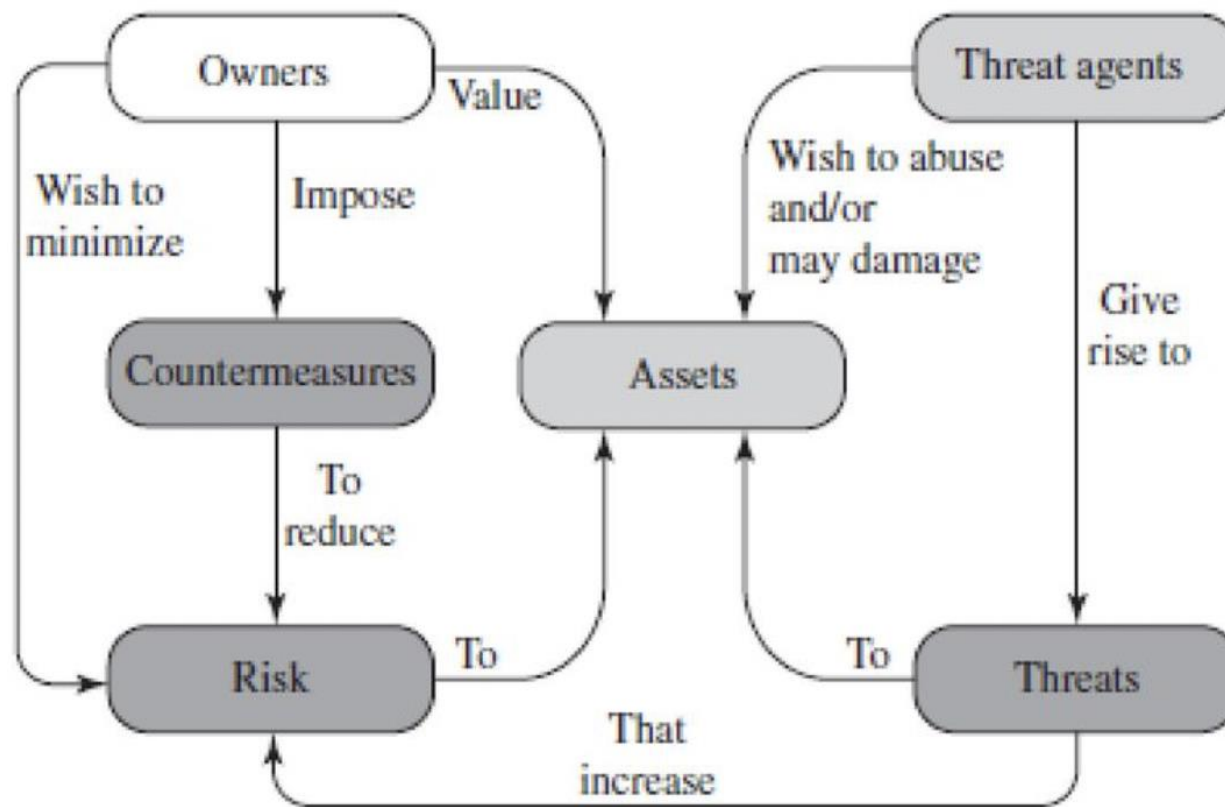 Owners
Threat agents
Value
Wish to
minimize
Impose
Wish to abuse
and/or
may damage
Give
rise to
Countermeasures
Assets
To
reduce
Risk
To
To
Threats
That
increase